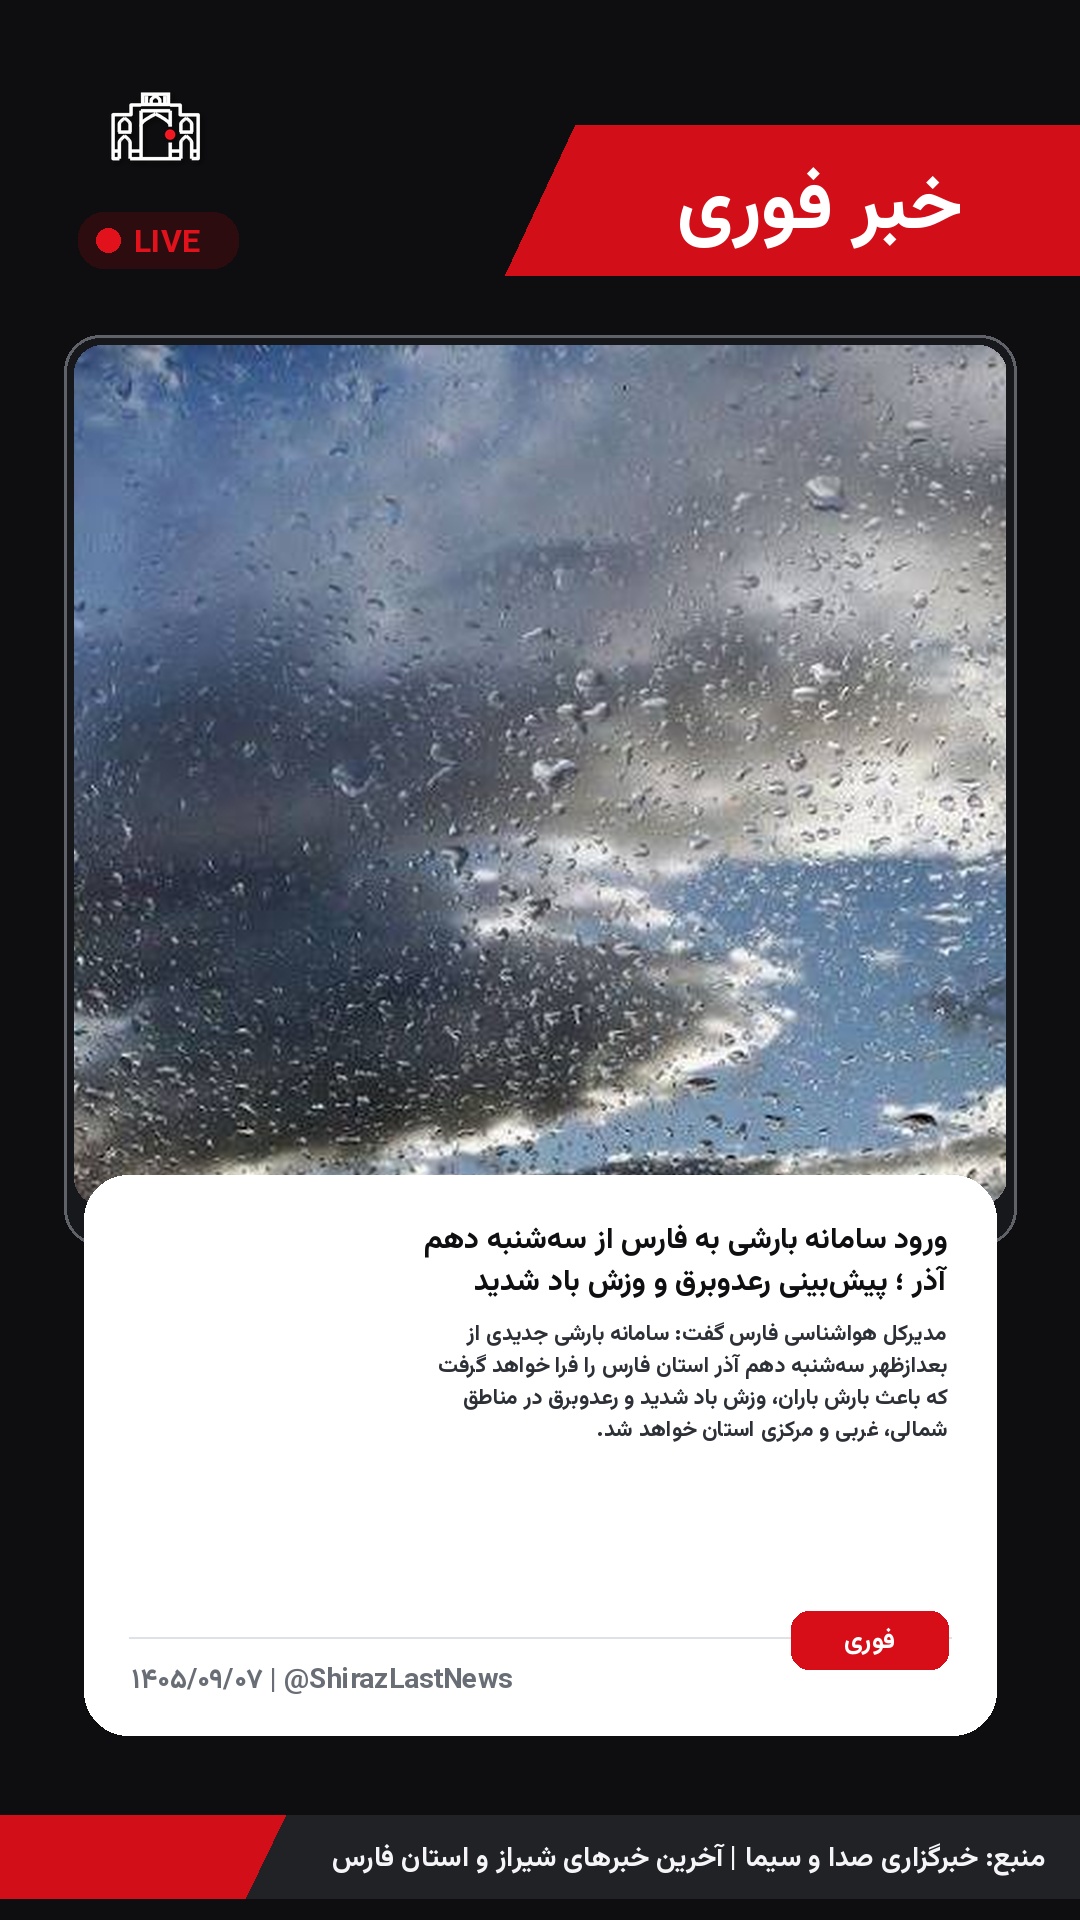 خبر فوری
LIVE
ورود سامانه بارشی به فارس از سه‌شنبه دهم
آذر ؛ پیش‌بینی رعدوبرق و وزش باد شدید
مدیرکل هواشناسی فارس گفت: سامانه بارشی جدیدی از
بعدازظهر سه‌شنبه دهم آذر استان فارس را فرا خواهد گرفت
که باعث بارش باران، وزش باد شدید و رعدوبرق در مناطق
شمالی، غربی و مرکزی استان خواهد شد.
فوری
۱۴۰۵/۰۹/۰۷ | @ShirazLastNews
منبع: خبرگزاری صدا و سیما | آخرین خبرهای شیراز و استان فارس